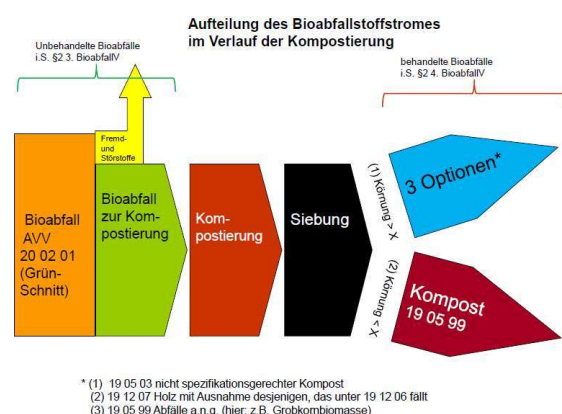 Aufteilung des Bioabfallstoffstromes
im Verlauf der Kompostierung
Unbehandelte Bioabfälle
i.S. §2 3. BioabfallV
behandelte Bioabfälle
i.S. §2 4. BioabfallV
Fremd-
und
Störstoffe
Bioabfall
AVV
20 02 01
(Grün-
Schnitt)
Bioabfall
zur Kom-
postierung
Kom-
postierung
Siebung
(1) Körnung > X
3 Optionen*
(2) Körnung < X
Kompost
19 05 99
* (1) 19 05 03 nicht spezifikationsgerechter Kompost
(2) 19 12 07 Holz mit Ausnahme desjenigen, das unter 19 12 06 fällt
(3) 19 05 99 Abfälle a.n.g. (hier: z.B. Grobkombiomasse)